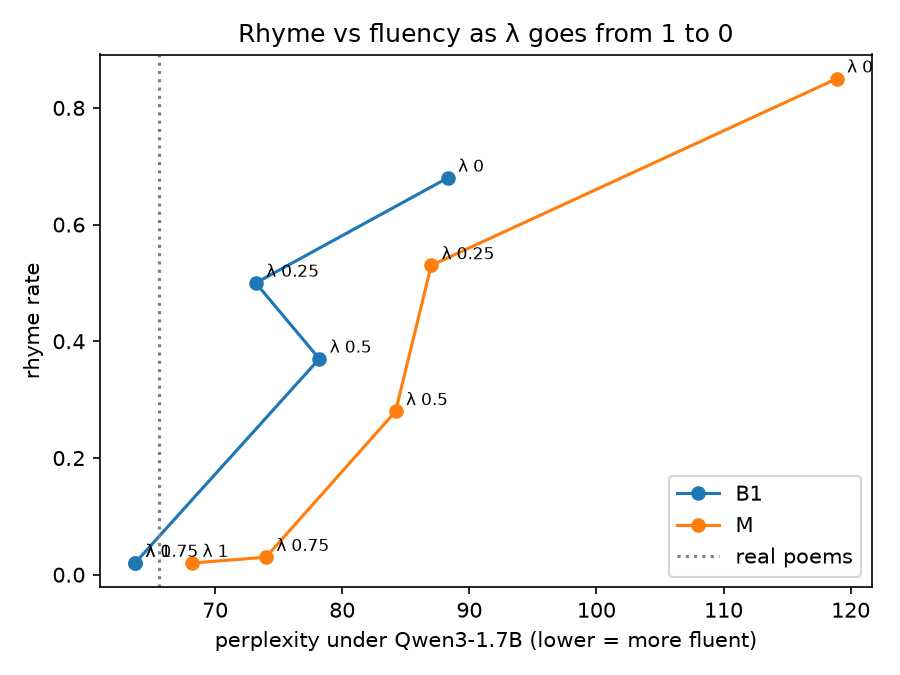 Rhyme vs fluency as λ goes from 1 to 0
λ 0
0.8
λ 0
0.6
λ 0.25
λ 0.25
rhyme rate
0.4
λ 0.5
λ 0.5
0.2
B1
M
real poems
λ 1
λ 0.75
λ 1
λ 0.75
0.0
70 80 90 100 110 120
perplexity under Qwen3-1.7B (lower = more fluent)